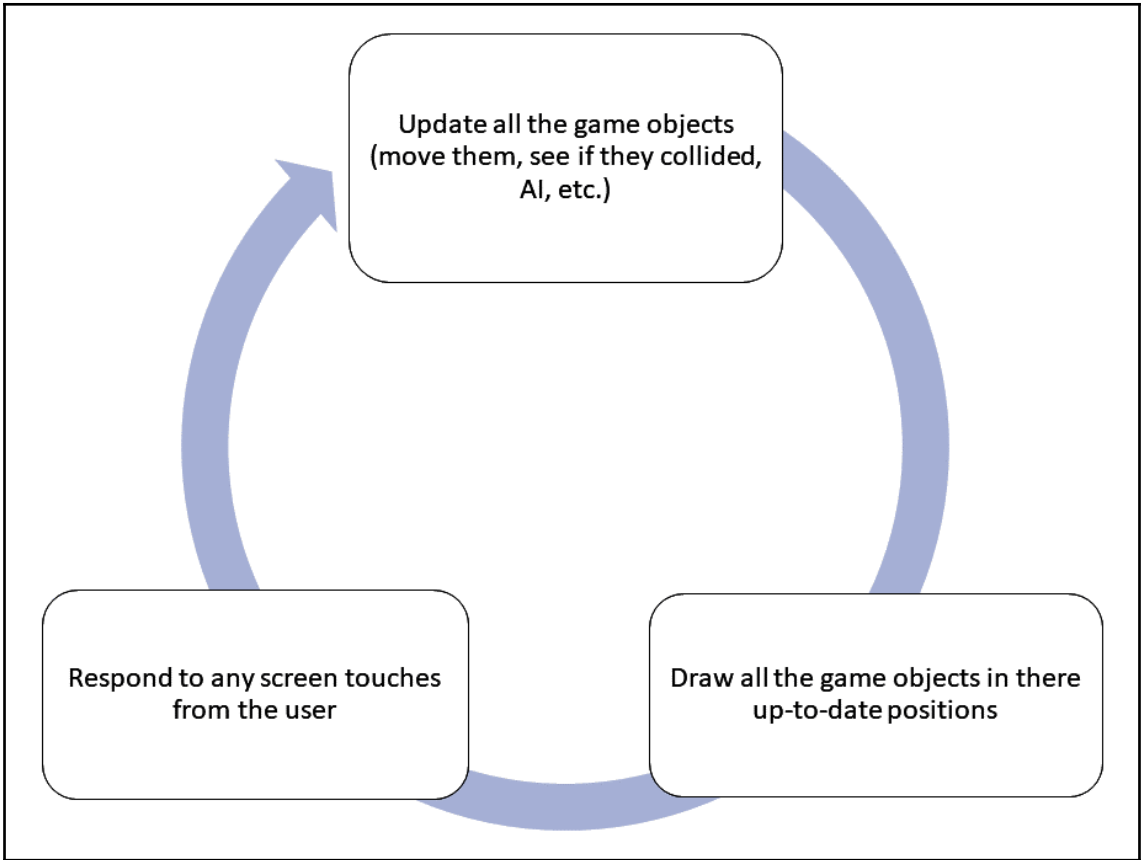 Update all the game objects
(move them, see if they collided,
AI, etc.)
Draw all the game objects in there
up-to-date positions
Respond to any screen touches
from the user